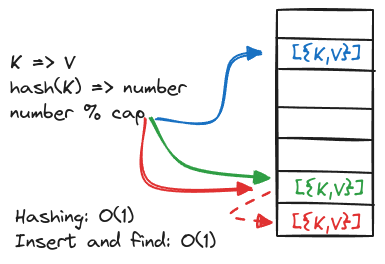 K => V
hash(K) => number
number % cap
Hashing: O(1)
Insert and find: O(1)
[{K,V}]
[{K,V}]
[{K,V}]